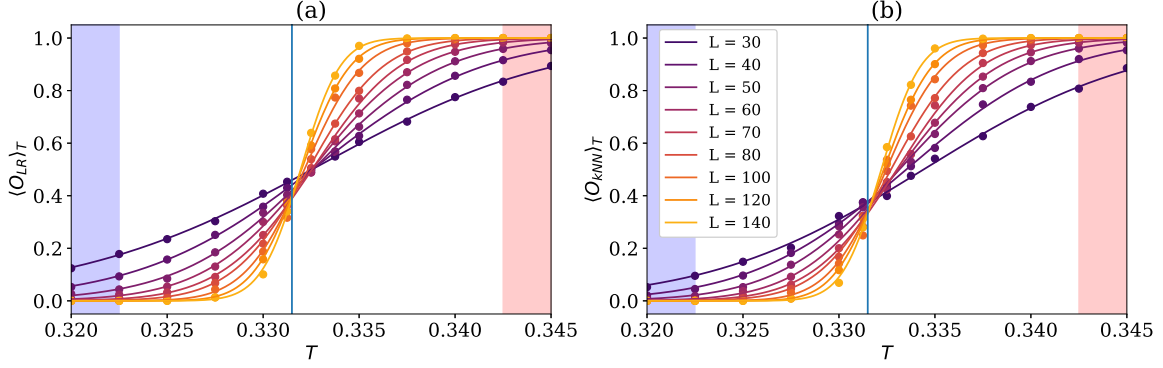 (a)
⟨O_LR⟩_T
1.0
0.8
0.6
0.4
0.2
0.0
0.320 0.325 0.330 0.335 0.340 0.345
T
(b)
⟨O_kNN⟩_T
1.0
0.8
0.6
0.4
0.2
0.0
L = 30
L = 40
L = 50
L = 60
L = 70
L = 80
L = 100
L = 120
L = 140
0.320 0.325 0.330 0.335 0.340 0.345
T